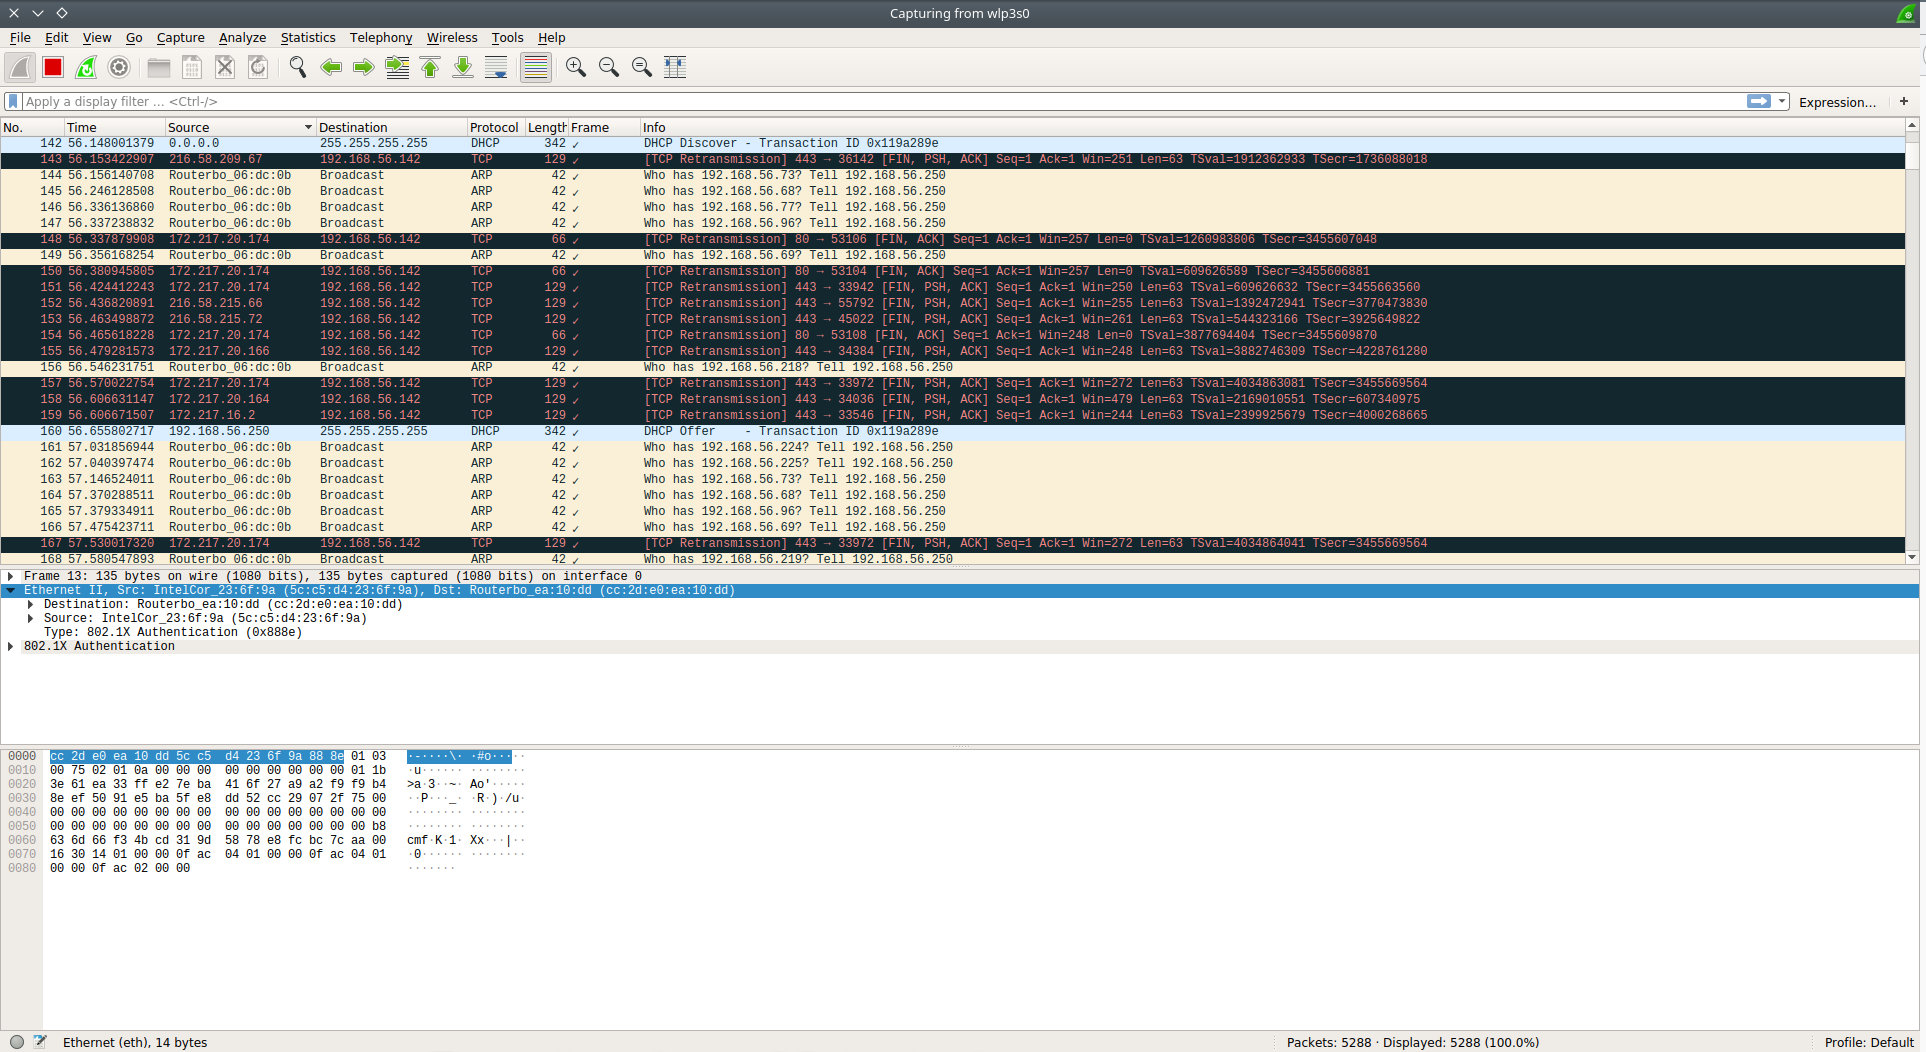 Capturing from wlp3s0
File Edit View Go Capture Analyze Statistics Telephony Wireless Tools Help
Apply a display filter ... <Ctrl-/> Expression... +
No. Time Source Destination Protocol Length Frame Info
142 56.148001379 0.0.0.0 255.255.255.255 DHCP 342 ✓ DHCP Discover - Transaction ID 0x119a289e
143 56.153422907 216.58.209.67 192.168.56.142 TCP 129 ✓ [TCP Retransmission] 443 → 36142 [FIN, PSH, ACK] Seq=1 Ack=1 Win=251 Len=63 TSval=1912362933 TSecr=1736088018
144 56.156140708 Routerbo_06:dc:0b Broadcast ARP 42 ✓ Who has 192.168.56.73? Tell 192.168.56.250
145 56.246128508 Routerbo_06:dc:0b Broadcast ARP 42 ✓ Who has 192.168.56.68? Tell 192.168.56.250
146 56.336136860 Routerbo_06:dc:0b Broadcast ARP 42 ✓ Who has 192.168.56.77? Tell 192.168.56.250
147 56.337238832 Routerbo_06:dc:0b Broadcast ARP 42 ✓ Who has 192.168.56.96? Tell 192.168.56.250
148 56.337879908 172.217.20.174 192.168.56.142 TCP 66 ✓ [TCP Retransmission] 80 → 53106 [FIN, ACK] Seq=1 Ack=1 Win=257 Len=0 TSval=1260983806 TSecr=3455607048
149 56.356168254 Routerbo_06:dc:0b Broadcast ARP 42 ✓ Who has 192.168.56.69? Tell 192.168.56.250
150 56.380945805 172.217.20.174 192.168.56.142 TCP 66 ✓ [TCP Retransmission] 80 → 53104 [FIN, ACK] Seq=1 Ack=1 Win=257 Len=0 TSval=609626589 TSecr=3455606881
151 56.424412243 172.217.20.174 192.168.56.142 TCP 129 ✓ [TCP Retransmission] 443 → 33942 [FIN, PSH, ACK] Seq=1 Ack=1 Win=250 Len=63 TSval=609626632 TSecr=3455663560
152 56.436820891 216.58.215.66 192.168.56.142 TCP 129 ✓ [TCP Retransmission] 443 → 55792 [FIN, PSH, ACK] Seq=1 Ack=1 Win=255 Len=63 TSval=1392472941 TSecr=3770473830
153 56.463498872 216.58.215.72 192.168.56.142 TCP 129 ✓ [TCP Retransmission] 443 → 45022 [FIN, PSH, ACK] Seq=1 Ack=1 Win=261 Len=63 TSval=544323166 TSecr=3925649822
154 56.465618228 172.217.20.174 192.168.56.142 TCP 66 ✓ [TCP Retransmission] 80 → 53108 [FIN, ACK] Seq=1 Ack=1 Win=248 Len=0 TSval=3877694404 TSecr=3455609870
155 56.479281573 172.217.20.166 192.168.56.142 TCP 129 ✓ [TCP Retransmission] 443 → 34384 [FIN, PSH, ACK] Seq=1 Ack=1 Win=248 Len=63 TSval=3882746309 TSecr=4228761280
156 56.546231751 Routerbo_06:dc:0b Broadcast ARP 42 ✓ Who has 192.168.56.218? Tell 192.168.56.250
157 56.570022754 172.217.20.174 192.168.56.142 TCP 129 ✓ [TCP Retransmission] 443 → 33972 [FIN, PSH, ACK] Seq=1 Ack=1 Win=272 Len=63 TSval=4034863081 TSecr=3455669564
158 56.606631147 172.217.20.164 192.168.56.142 TCP 129 ✓ [TCP Retransmission] 443 → 34036 [FIN, PSH, ACK] Seq=1 Ack=1 Win=479 Len=63 TSval=2169010551 TSecr=607340975
159 56.606671507 172.217.16.2 192.168.56.142 TCP 129 ✓ [TCP Retransmission] 443 → 33546 [FIN, PSH, ACK] Seq=1 Ack=1 Win=244 Len=63 TSval=2399925679 TSecr=4000268665
160 56.655802717 192.168.56.250 255.255.255.255 DHCP 342 ✓ DHCP Offer - Transaction ID 0x119a289e
161 57.031856944 Routerbo_06:dc:0b Broadcast ARP 42 ✓ Who has 192.168.56.224? Tell 192.168.56.250
162 57.040397474 Routerbo_06:dc:0b Broadcast ARP 42 ✓ Who has 192.168.56.225? Tell 192.168.56.250
163 57.146524011 Routerbo_06:dc:0b Broadcast ARP 42 ✓ Who has 192.168.56.73? Tell 192.168.56.250
164 57.370288511 Routerbo_06:dc:0b Broadcast ARP 42 ✓ Who has 192.168.56.68? Tell 192.168.56.250
165 57.379334911 Routerbo_06:dc:0b Broadcast ARP 42 ✓ Who has 192.168.56.96? Tell 192.168.56.250
166 57.475423711 Routerbo_06:dc:0b Broadcast ARP 42 ✓ Who has 192.168.56.69? Tell 192.168.56.250
167 57.530017320 172.217.20.174 192.168.56.142 TCP 129 ✓ [TCP Retransmission] 443 → 33972 [FIN, PSH, ACK] Seq=1 Ack=1 Win=272 Len=63 TSval=4034864041 TSecr=3455669564
168 57.580547893 Routerbo_06:dc:0b Broadcast ARP 42 ✓ Who has 192.168.56.219? Tell 192.168.56.250
Frame 13: 135 bytes on wire (1080 bits), 135 bytes captured (1080 bits) on interface 0
Ethernet II, Src: IntelCor_23:6f:9a (5c:c5:d4:23:6f:9a), Dst: Routerbo_ea:10:dd (cc:2d:e0:ea:10:dd)
Destination: Routerbo_ea:10:dd (cc:2d:e0:ea:10:dd)
Source: IntelCor_23:6f:9a (5c:c5:d4:23:6f:9a)
Type: 802.1X Authentication (0x888e)
802.1X Authentication
0000 cc 2d e0 ea 10 dd 5c c5 d4 23 6f 9a 88 8e 01 03 ·-····\· ·#o·····
0010 00 75 02 01 0a 00 00 00 00 00 00 00 00 00 01 1b ·u······ ········
0020 3e 61 ea 33 ff e2 7e ba 41 6f 27 a9 a2 f9 f9 b4 >a·3··~· Ao'·····
0030 8e ef 50 91 e5 ba 5f e8 dd 52 cc 29 07 2f 75 00 ··P···_· ·R·)·/u·
0040 00 00 00 00 00 00 00 00 00 00 00 00 00 00 00 00 ········ ········
0050 00 00 00 00 00 00 00 00 00 00 00 00 00 00 00 b8 ········ ········
0060 63 6d 66 f3 4b cd 31 9d 58 78 e8 fc bc 7c aa 00 cmf·K·1· Xx···|··
0070 16 30 14 01 00 00 0f ac 04 01 00 00 0f ac 04 01 ·0······ ········
0080 00 00 0f ac 02 00 00 ·······
Ethernet (eth), 14 bytes Packets: 5288 · Displayed: 5288 (100.0%) Profile: Default